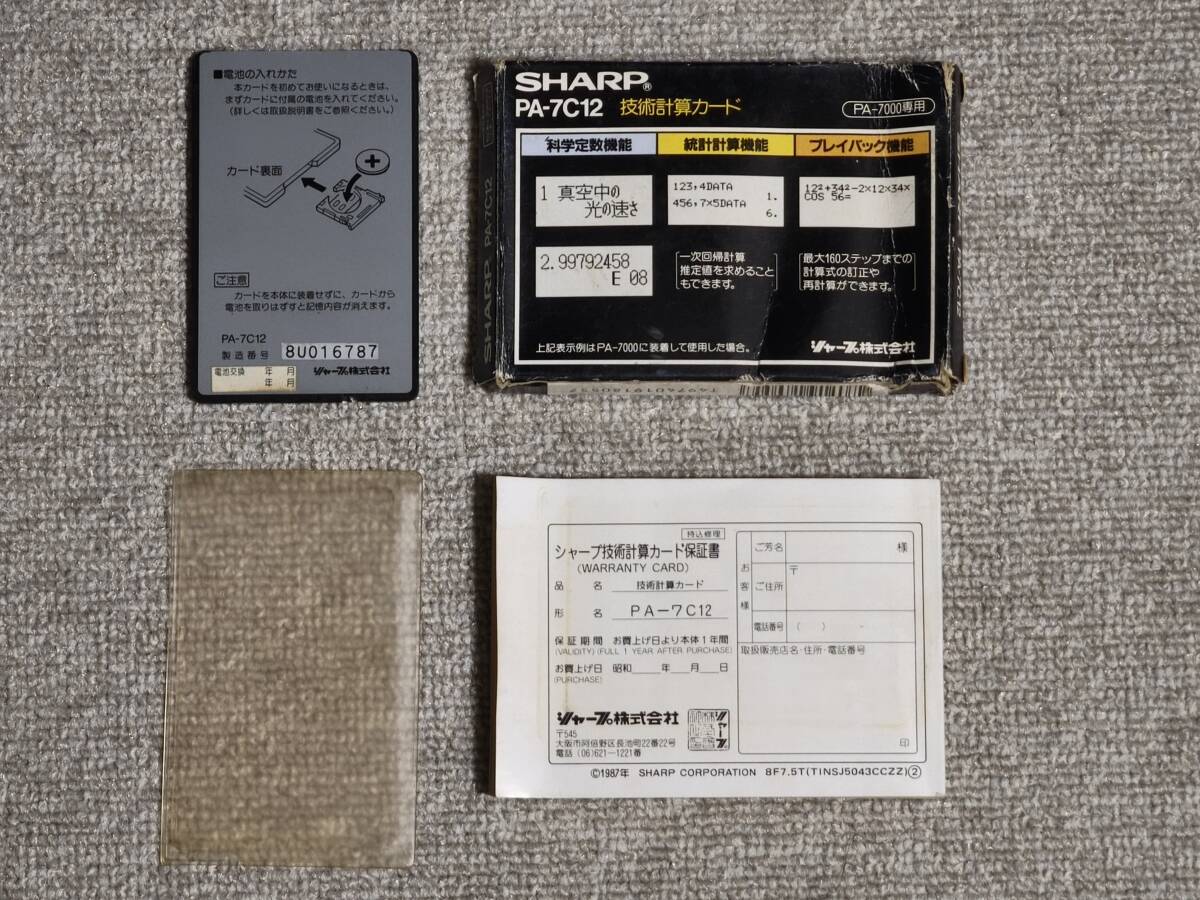 ■電池の入れかた
本カードを初めてお使いになるときは、
まずカードに付属の電池を入れてください。
(詳しくは取扱説明書をご参照ください。)
カード裏面
ご注意
カードを本体に装着せずに、カードから
電池を取りはずすと記憶内容が消えます。
PA-7C12
製造番号 8U016787
電池交換 年 月
年 月
シャープ株式会社
SHARP®
PA-7C12 技術計算カード
PA-7000専用
科学定数機能
統計計算機能
プレイバック機能
1 真空中の
光の速さ
123,4DATA
1.
456,7×5DATA
6.
12²+34²-2×12×34×
COS 56=
2.99792458
E 08
一次回帰計算
推定値を求めること
もできます。
最大160ステップまでの
計算式の訂正や
再計算ができます。
上記表示例はPA-7000に装着して使用した場合。
シャープ株式会社
SHARP PA-7C12
持込修理
シャープ技術計算カード保証書
(WARRANTY CARD)
品 名 技術計算カード
形 名 PA-7C12
保証期間 お買上げ日より本体1年間
(VALIDITY) (FULL 1 YEAR AFTER PURCHASE)
お買上げ日 昭和 年 月 日
(PURCHASE)
シャープ株式会社
〒545
大阪市阿倍野区長池町22番22号
電話 (06)621-1221番
お客様
ご芳名 様
ご住所 〒
電話番号 ( ) -
取扱販売店名・住所・電話番号
印
©1987年 SHARP CORPORATION 8F7.5T(TINSJ5043CCZZ)②